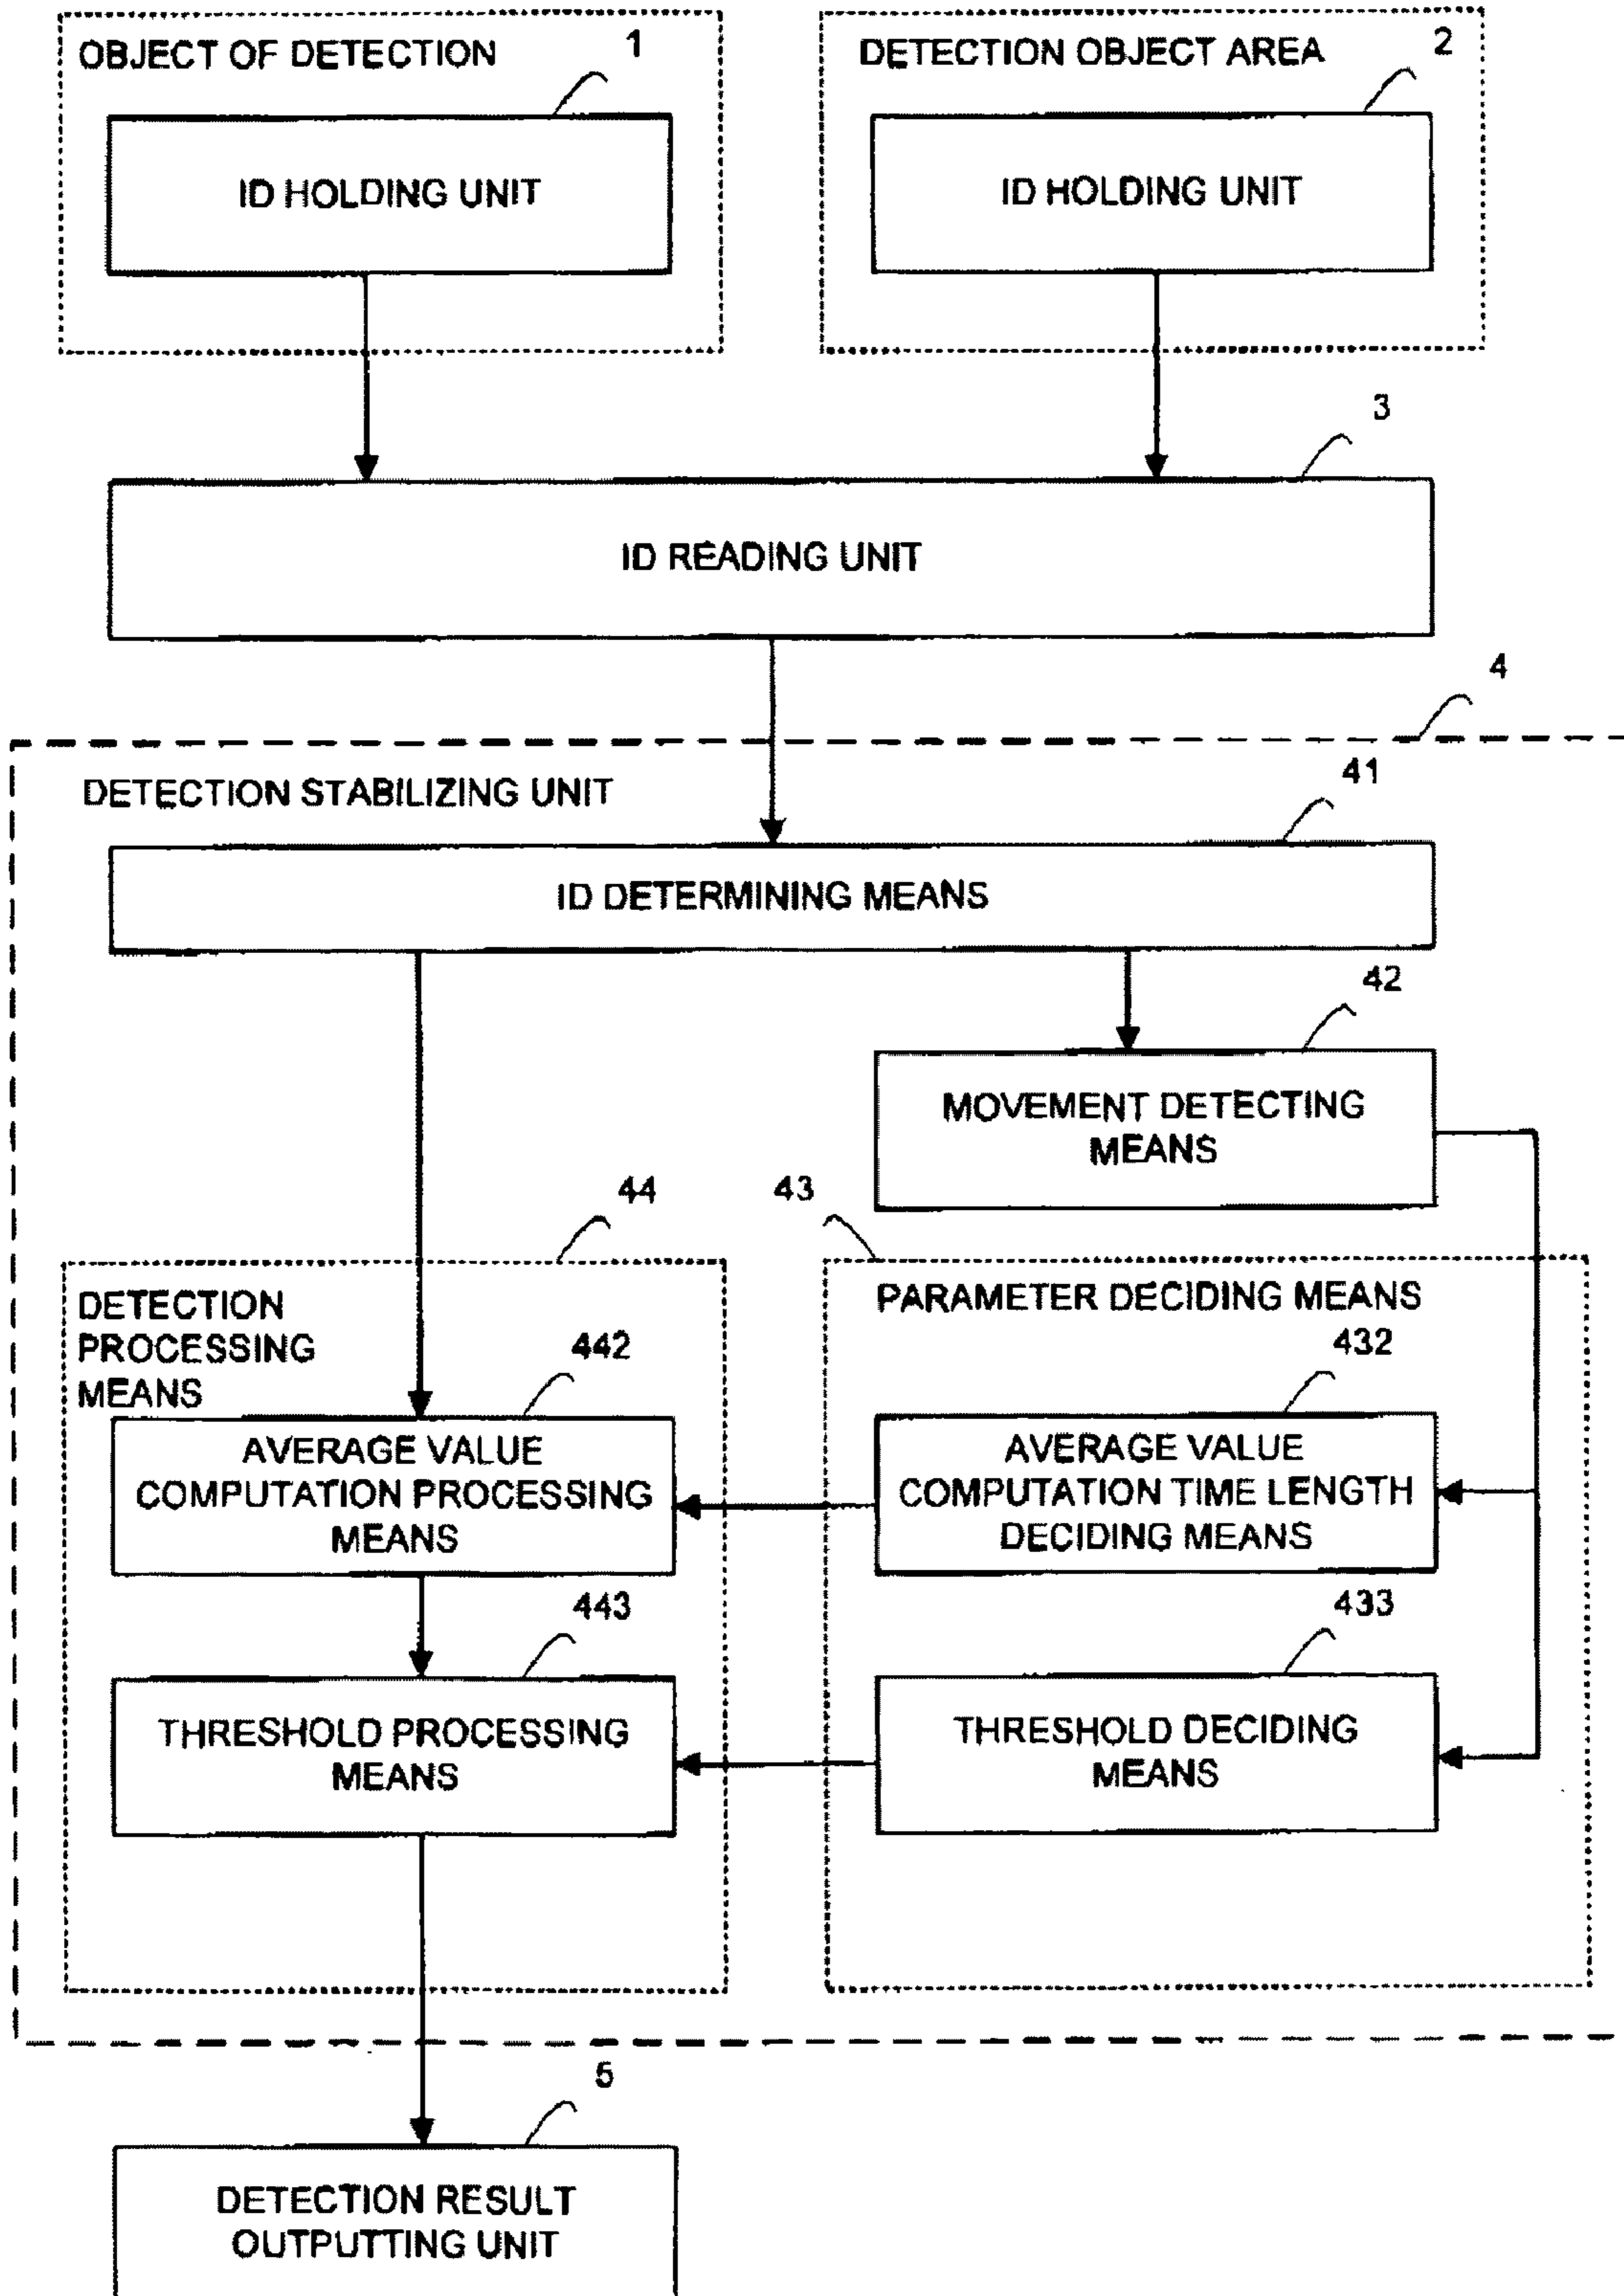 OBJECT OF DETECTION
1
ID HOLDING UNIT
DETECTION OBJECT AREA
2
ID HOLDING UNIT
3
ID READING UNIT
4
DETECTION STABILIZING UNIT
41
ID DETERMINING MEANS
42
MOVEMENT DETECTING
MEANS
44
43
DETECTION
PROCESSING
MEANS
PARAMETER DECIDING MEANS
442
AVERAGE VALUE
COMPUTATION PROCESSING
MEANS
432
AVERAGE VALUE
COMPUTATION TIME LENGTH
DECIDING MEANS
443
THRESHOLD PROCESSING
MEANS
433
THRESHOLD DECIDING
MEANS
5
DETECTION RESULT
OUTPUTTING UNIT